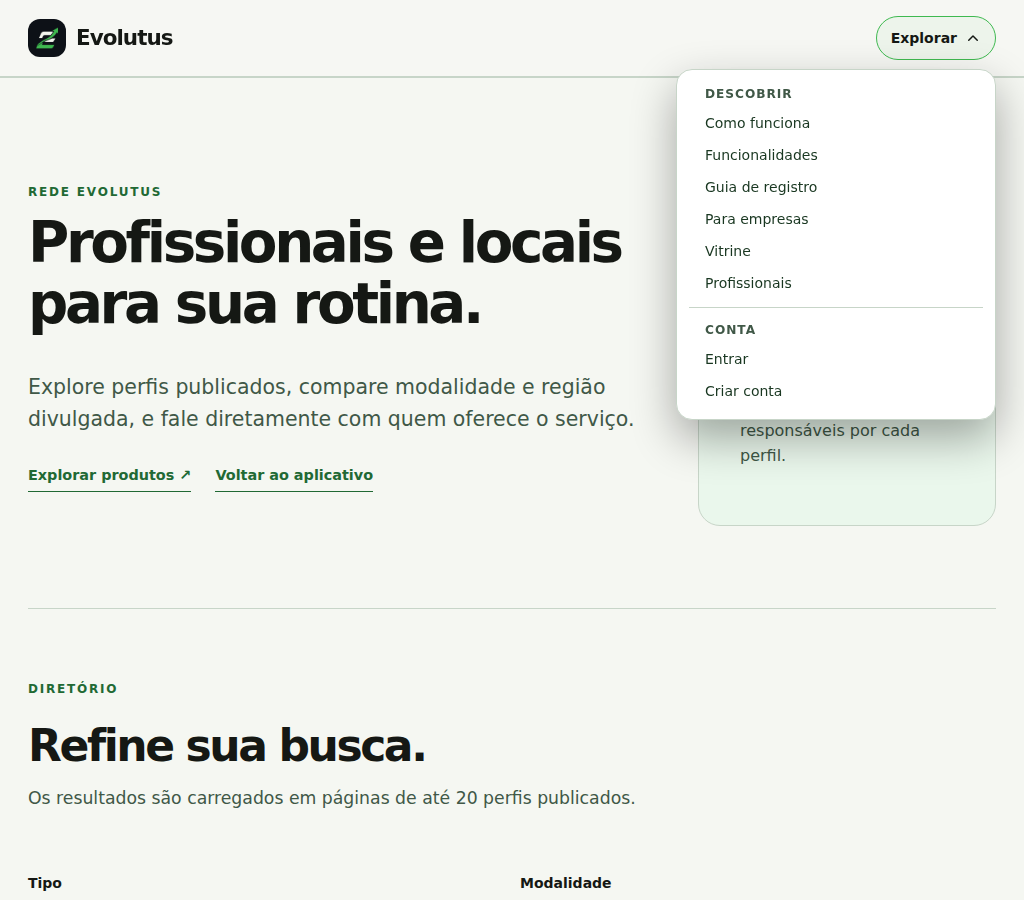 Evolutus
Explorar
DESCOBRIR
Como funciona
Funcionalidades
Guia de registro
Para empresas
Vitrine
Profissionais
CONTA
Entrar
Criar conta
REDE EVOLUTUS
Profissionais e locais
para sua rotina.
Explore perfis publicados, compare modalidade e região
divulgada, e fale diretamente com quem oferece o serviço.
Explorar produtos ↗ Voltar ao aplicativo
responsáveis por cada
perfil.
DIRETÓRIO
Refine sua busca.
Os resultados são carregados em páginas de até 20 perfis publicados.
Tipo
Modalidade